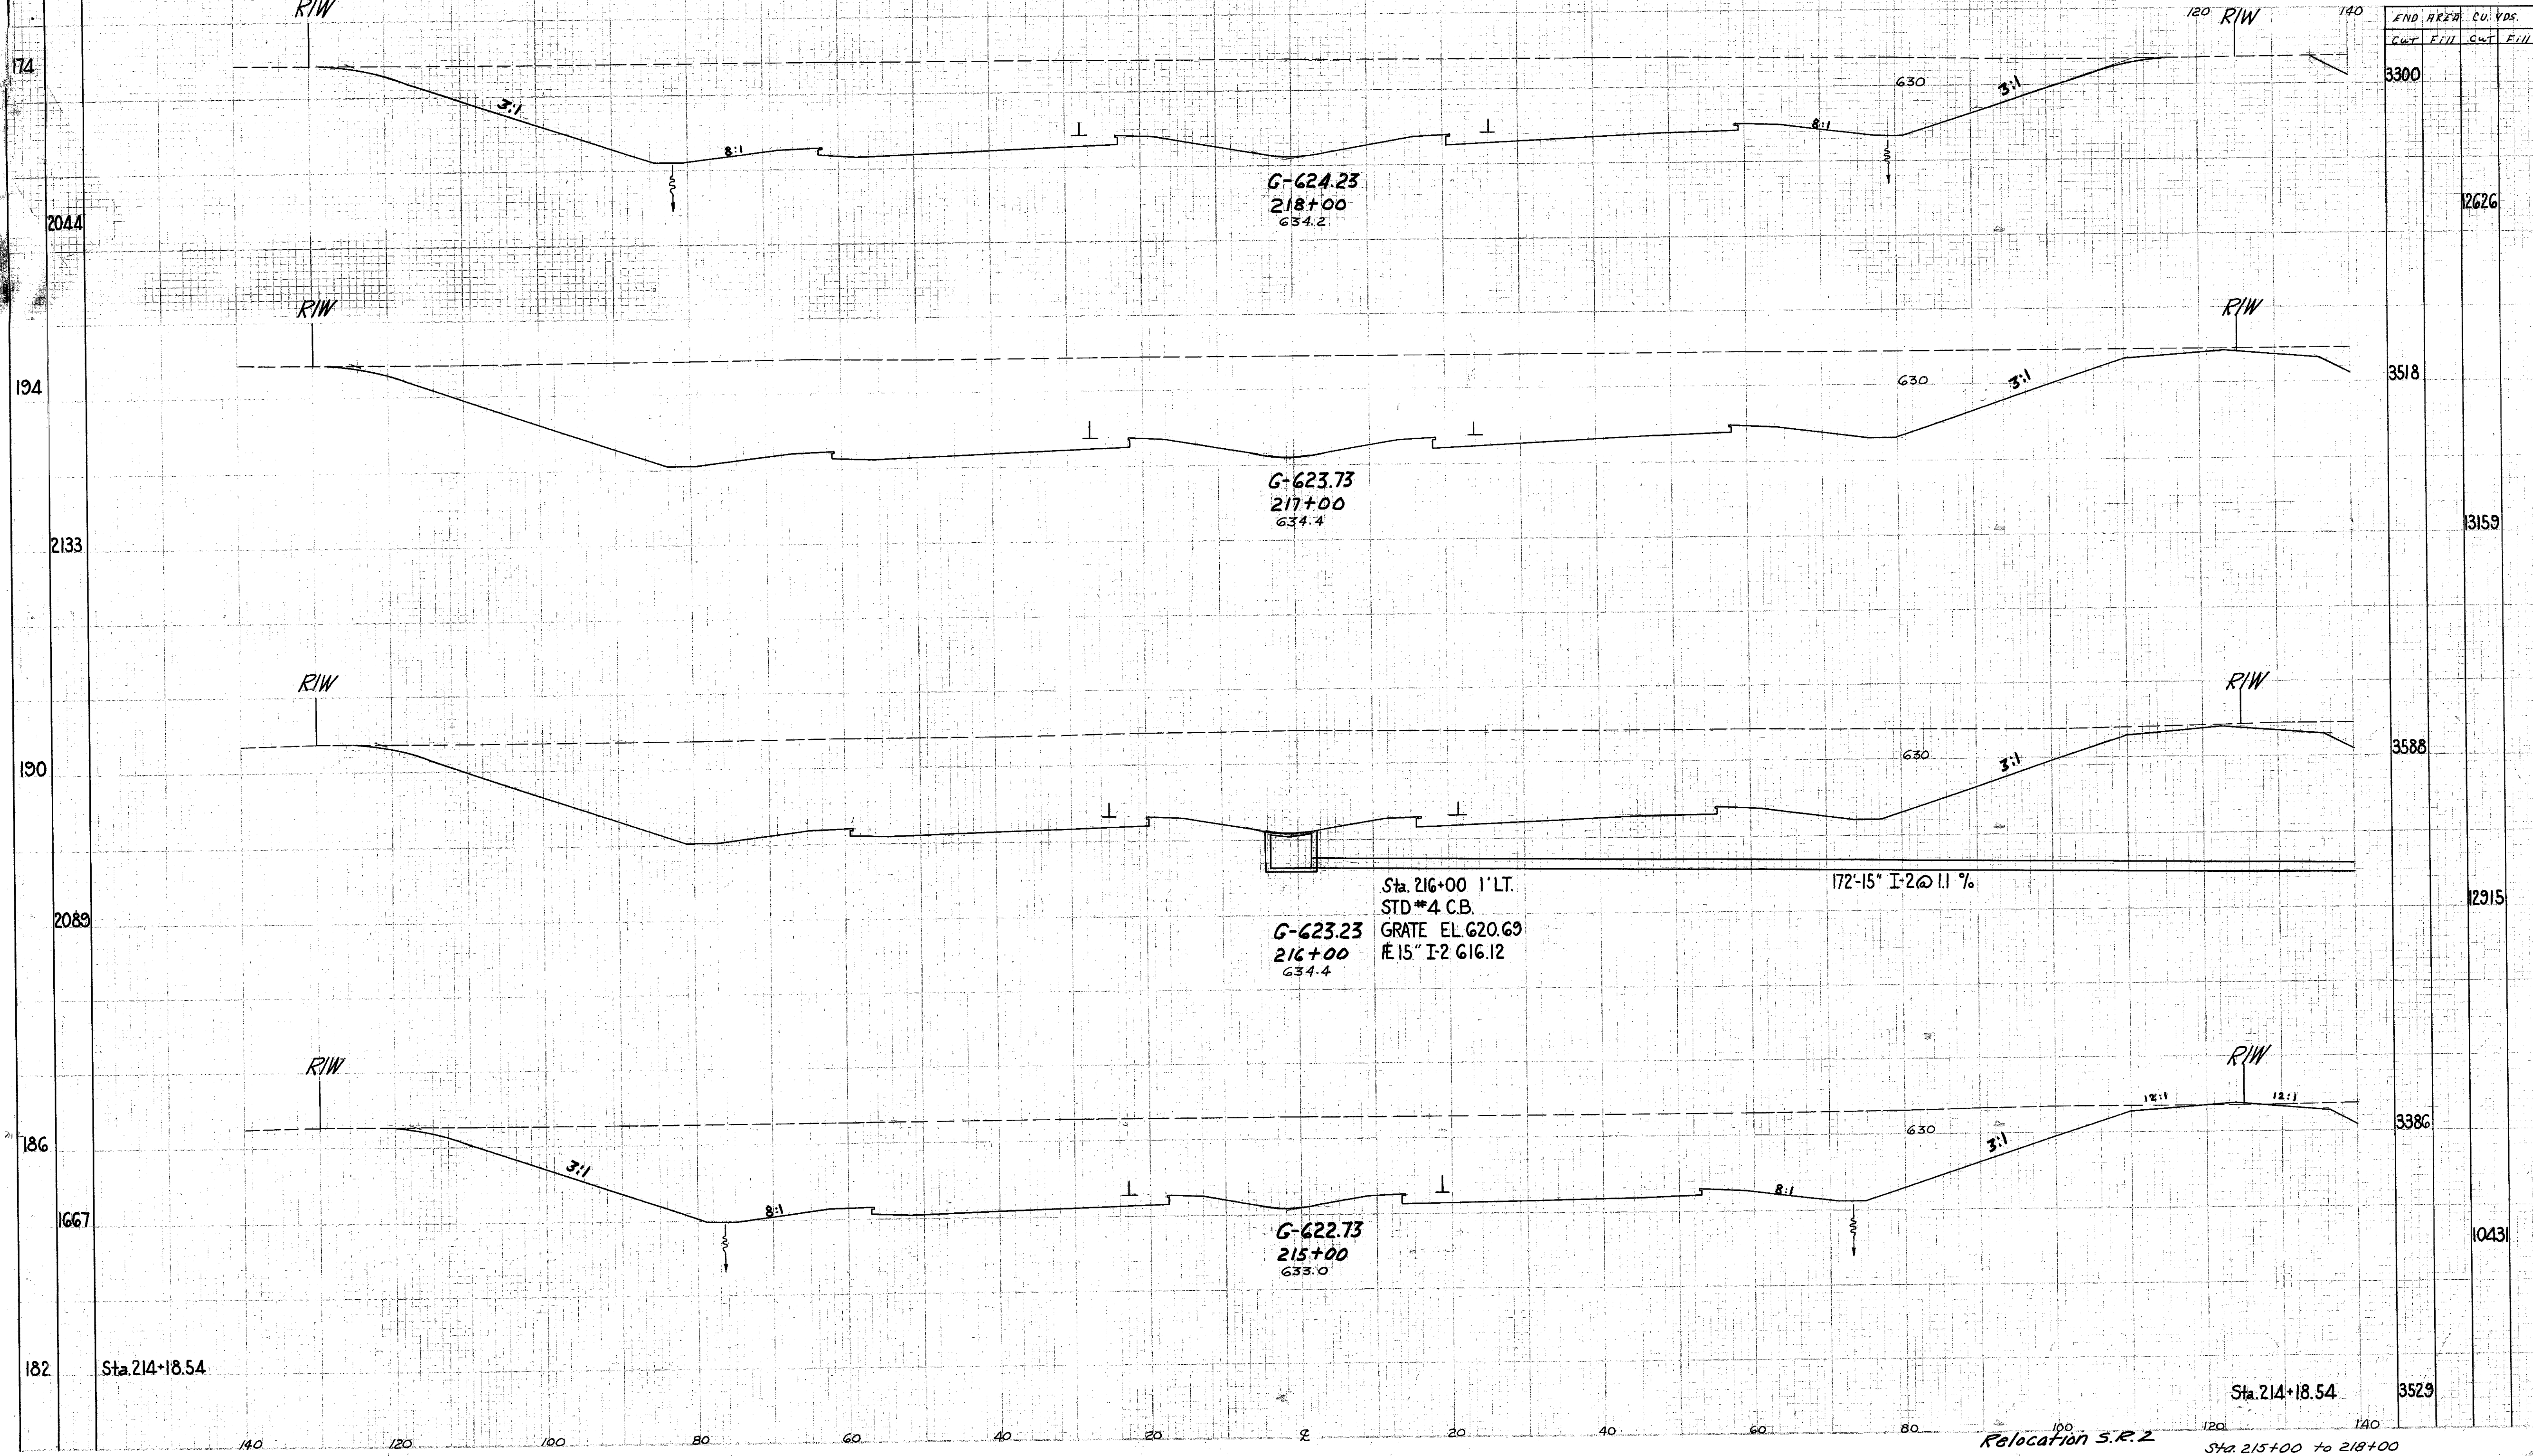 R/W
120 R/W 140
END AREA CU. YDS.
Cut Fill Cut Fill
174
3:1
8:1
⊥
⊥
8:1
630
3:1
3300
G-624.23
218+00
634.2
2044
12626
R/W
R/W
194
⊥
⊥
630
3:1
3518
G-623.73
217+00
634.4
2133
13159
R/W
R/W
190
⊥
⊥
630
3:1
3588
Sta. 216+00 1' LT.
STD #4 C.B.
GRATE EL.620.69
15" I-2 616.12
172'-15" I-2 @ 1.1 %
G-623.23
216+00
634.4
2089
12915
R/W
R/W
186
3:1
8:1
⊥
⊥
8:1
630
3:1
12:1
12:1
3386
G-622.73
215+00
633.0
1667
10431
182
Sta.214+18.54
Sta.214+18.54
3529
140 120 100 80 60 40 20 ℄ 20 40 60 80 100 120 140
Relocation S.R.2
Sta. 215+00 to 218+00